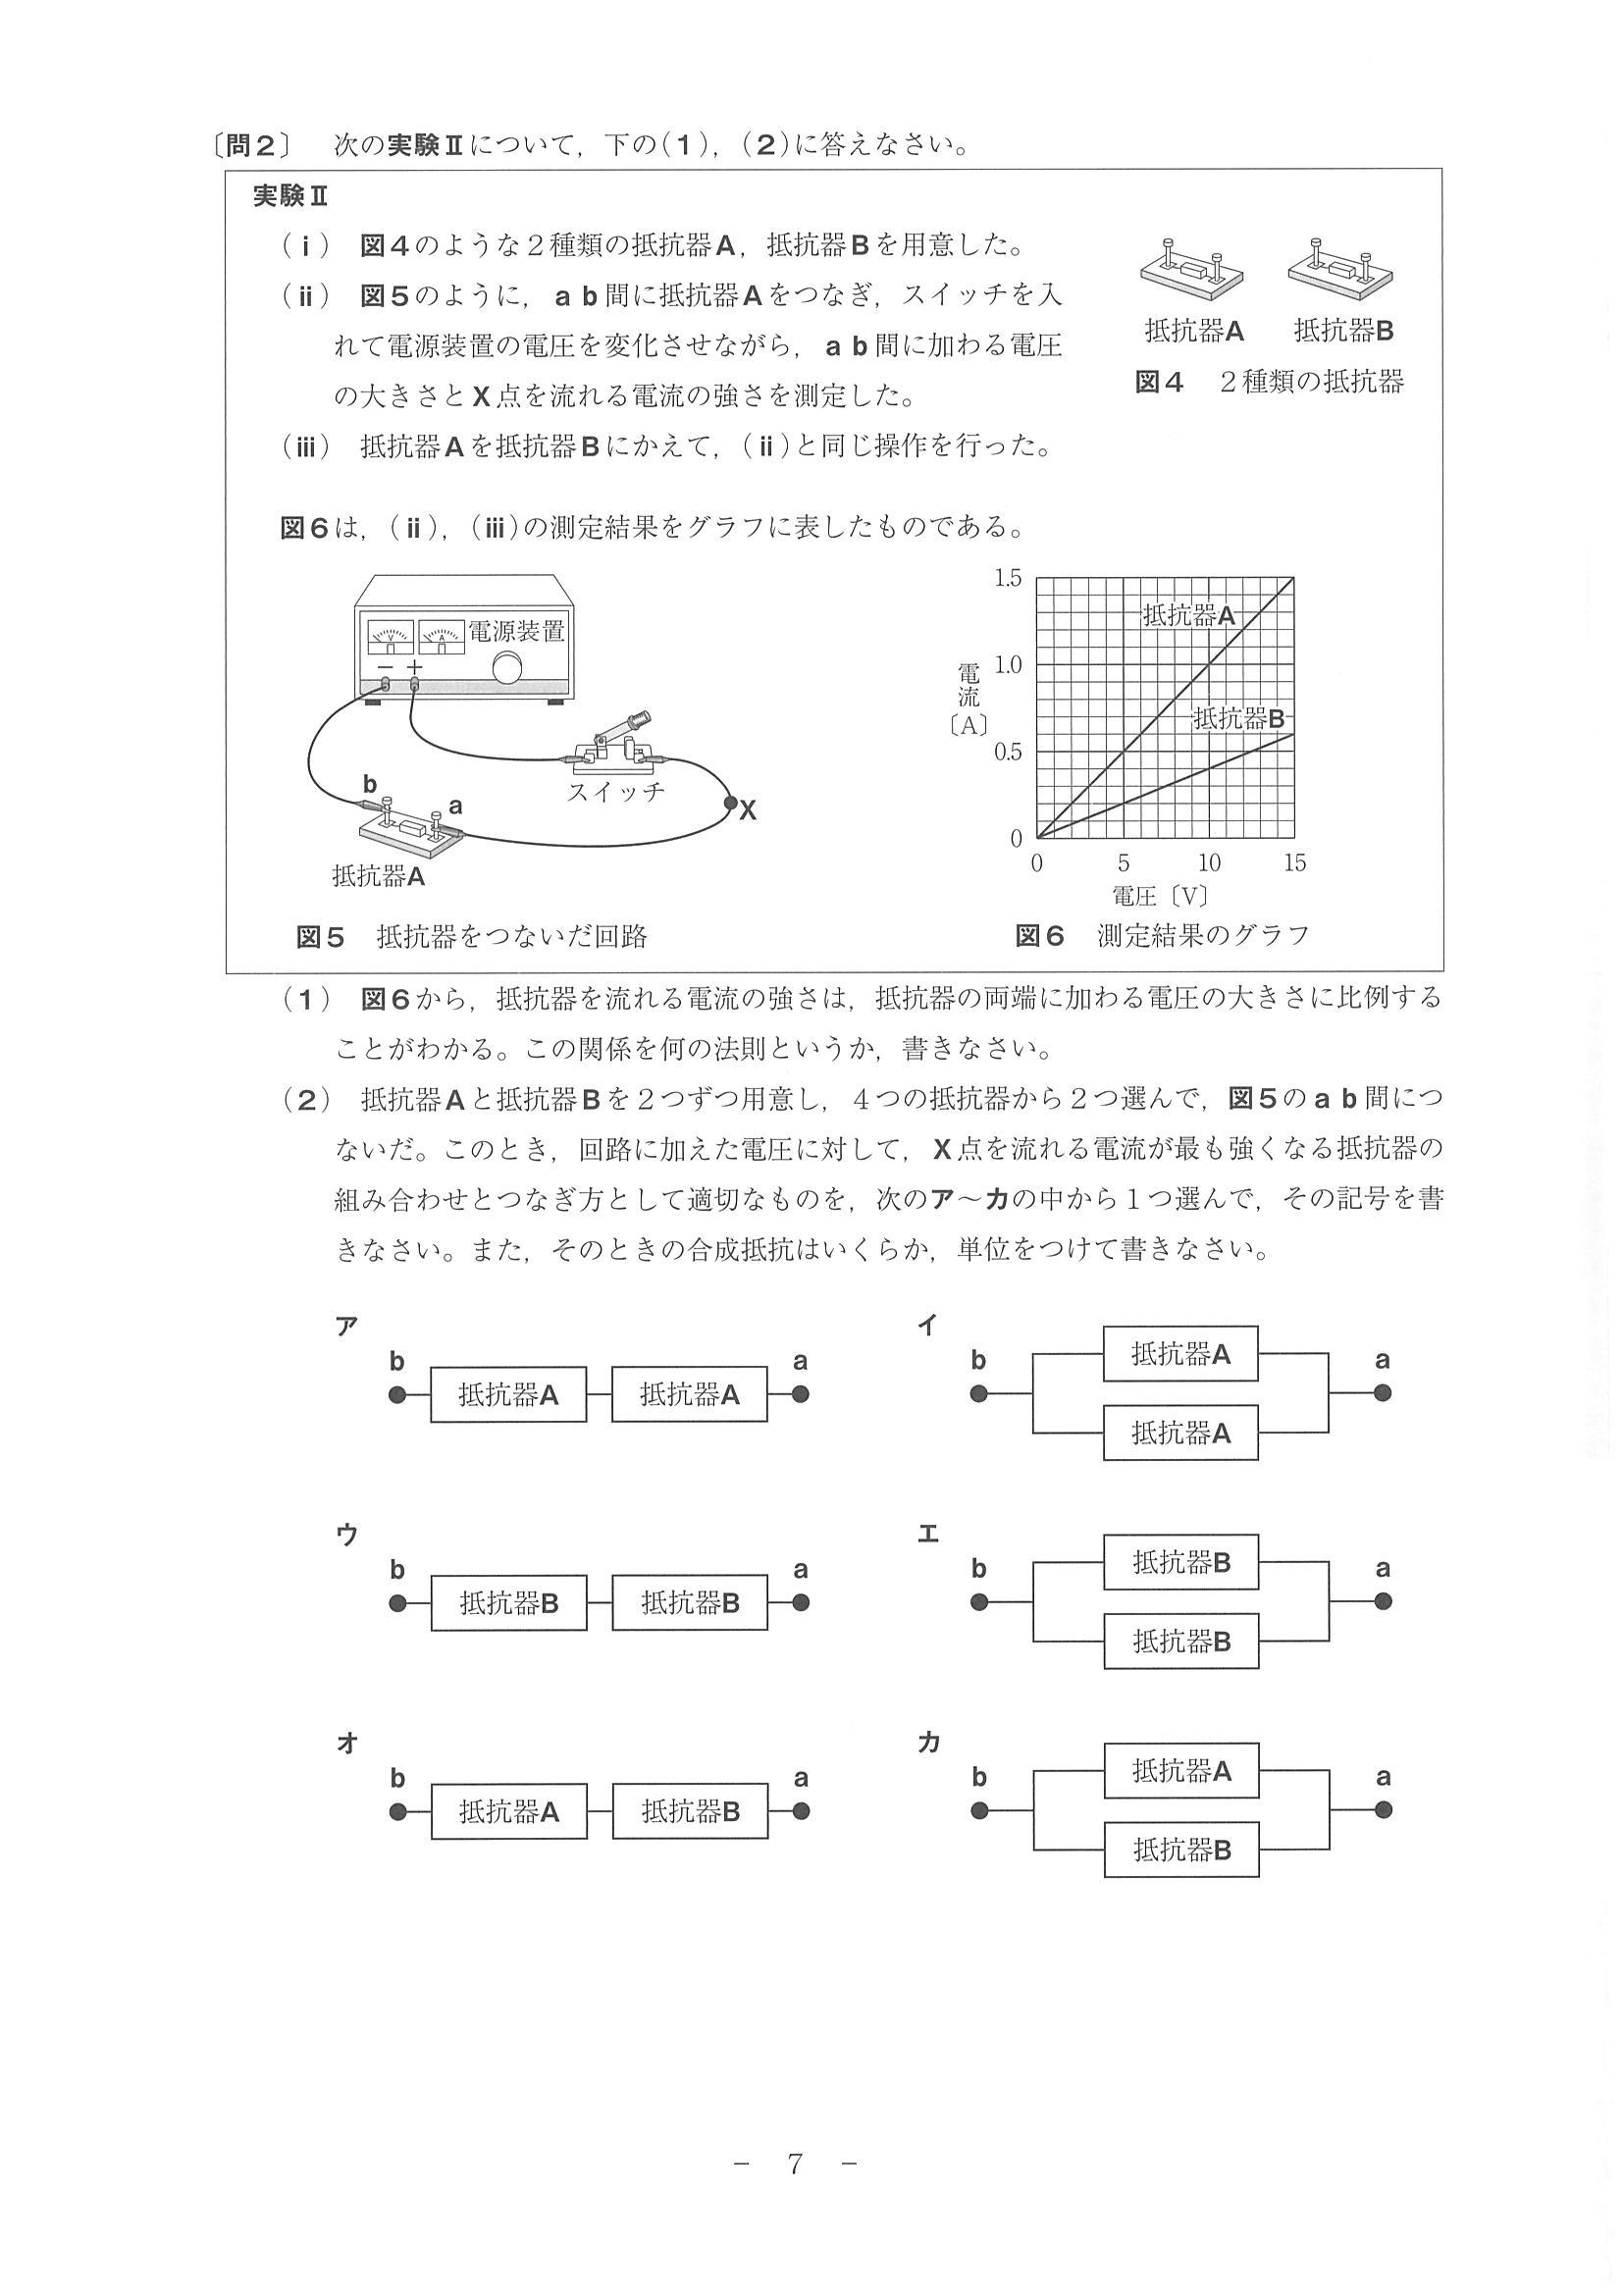 〔問2〕 次の実験Ⅱについて，下の(1)，(2)に答えなさい。
実験Ⅱ
(ⅰ) 図4のような2種類の抵抗器A，抵抗器Bを用意した。
(ⅱ) 図5のように，ａｂ間に抵抗器Aをつなぎ，スイッチを入
れて電源装置の電圧を変化させながら，ａｂ間に加わる電圧
の大きさとX点を流れる電流の強さを測定した。
(ⅲ) 抵抗器Aを抵抗器Bにかえて，(ⅱ)と同じ操作を行った。
抵抗器A 抵抗器B
図4 2種類の抵抗器
図6は，(ⅱ)，(ⅲ)の測定結果をグラフに表したものである。
V A 電源装置
− ＋
スイッチ
X
b
a
抵抗器A
図5 抵抗器をつないだ回路
1.5
抵抗器A
1.0
電流〔A〕
抵抗器B
0.5
0
0 5 10 15
電圧〔V〕
図6 測定結果のグラフ
(1) 図6から，抵抗器を流れる電流の強さは，抵抗器の両端に加わる電圧の大きさに比例する
ことがわかる。この関係を何の法則というか，書きなさい。
(2) 抵抗器Aと抵抗器Bを2つずつ用意し，4つの抵抗器から2つ選んで，図5のａｂ間につ
ないだ。このとき，回路に加えた電圧に対して，X点を流れる電流が最も強くなる抵抗器の
組み合わせとつなぎ方として適切なものを，次のア～カの中から1つ選んで，その記号を書
きなさい。また，そのときの合成抵抗はいくらか，単位をつけて書きなさい。
ア
b 抵抗器A 抵抗器A a
イ
b 抵抗器A a
抵抗器A
ウ
b 抵抗器B 抵抗器B a
エ
b 抵抗器B a
抵抗器B
オ
b 抵抗器A 抵抗器B a
カ
b 抵抗器A a
抵抗器B
− 7 −